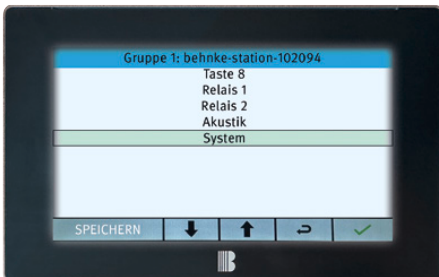 Gruppe 1: behnke-station-102094
Taste 8
Relais 1
Relais 2
Akustik
System
SPEICHERN